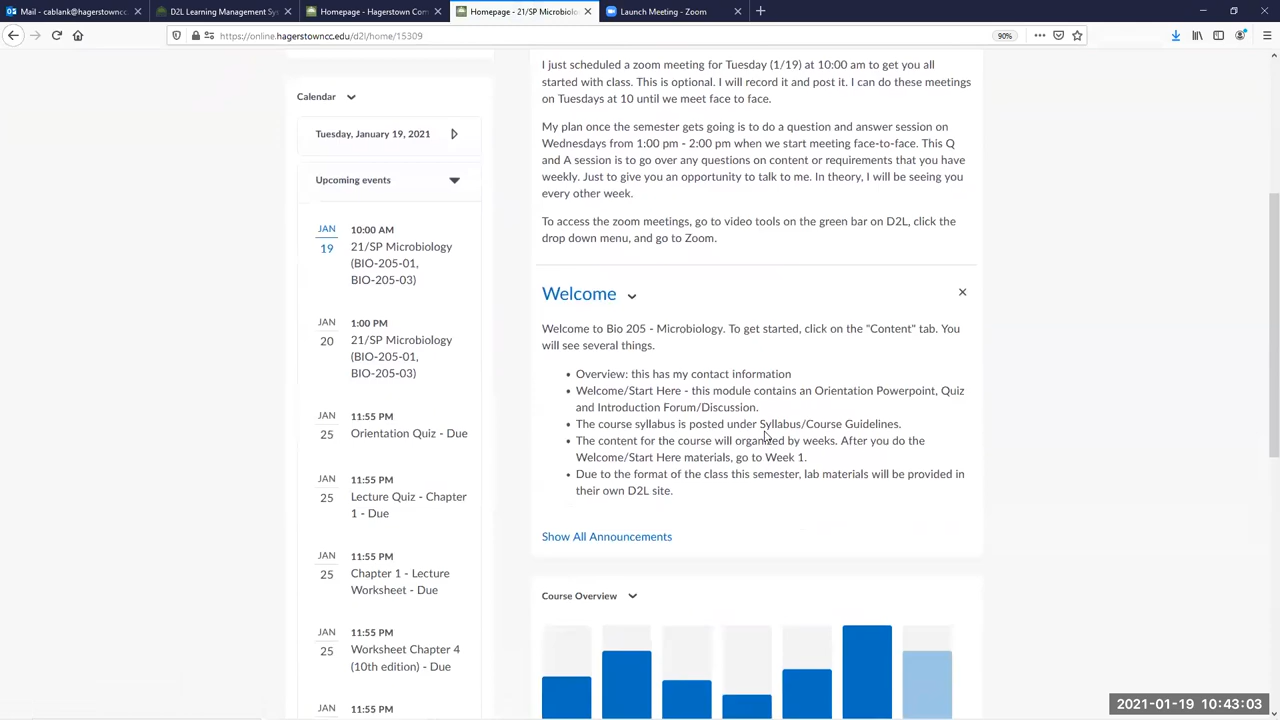 Mail - cablank@hagerstowncc
D2L Learning Management Sys
Homepage - Hagerstown Com
Homepage - 21/SP Microbiolo
Launch Meeting - Zoom
https://online.hagerstowncc.edu/d2l/home/15309
90%
Calendar
Tuesday, January 19, 2021
Upcoming events
JAN
19
10:00 AM
21/SP Microbiology
(BIO-205-01,
BIO-205-03)
JAN
20
1:00 PM
21/SP Microbiology
(BIO-205-01,
BIO-205-03)
JAN
25
11:55 PM
Orientation Quiz - Due
JAN
25
11:55 PM
Lecture Quiz - Chapter
1 - Due
JAN
25
11:55 PM
Chapter 1 - Lecture
Worksheet - Due
JAN
25
11:55 PM
Worksheet Chapter 4
(10th edition) - Due
JAN
11:55 PM
I just scheduled a zoom meeting for Tuesday (1/19) at 10:00 am to get you all
started with class. This is optional. I will record it and post it. I can do these meetings
on Tuesdays at 10 until we meet face to face.
My plan once the semester gets going is to do a question and answer session on
Wednesdays from 1:00 pm - 2:00 pm when we start meeting face-to-face. This Q
and A session is to go over any questions on content or requirements that you have
weekly. Just to give you an opportunity to talk to me. In theory, I will be seeing you
every other week.
To access the zoom meetings, go to video tools on the green bar on D2L, click the
drop down menu, and go to Zoom.
Welcome
Welcome to Bio 205 - Microbiology. To get started, click on the "Content" tab. You
will see several things.
• Overview: this has my contact information
• Welcome/Start Here - this module contains an Orientation Powerpoint, Quiz
and Introduction Forum/Discussion.
• The course syllabus is posted under Syllabus/Course Guidelines.
• The content for the course will organized by weeks. After you do the
Welcome/Start Here materials, go to Week 1.
• Due to the format of the class this semester, lab materials will be provided in
their own D2L site.
Show All Announcements
Course Overview
2021-01-19 10:43:03